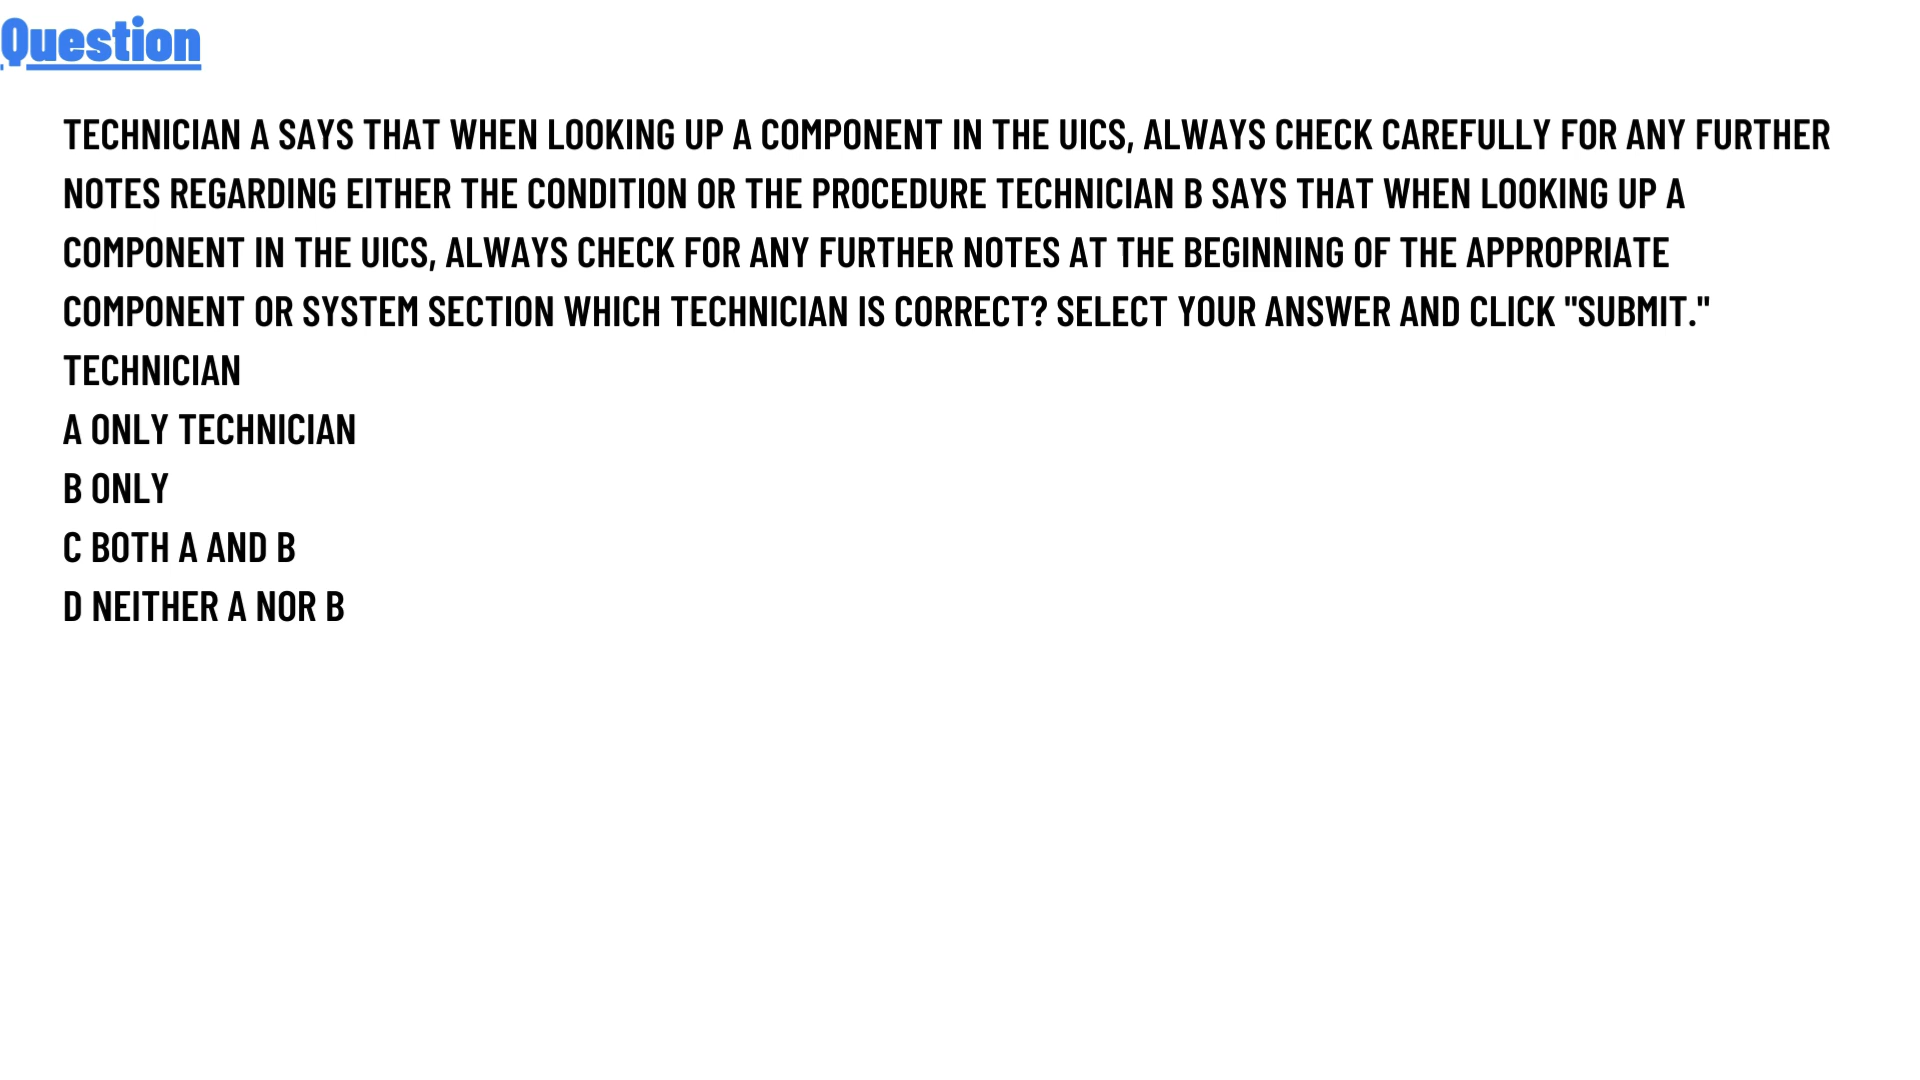 Question
TECHNICIAN A SAYS THAT WHEN LOOKING UP A COMPONENT IN THE UICS, ALWAYS CHECK CAREFULLY FOR ANY FURTHER
NOTES REGARDING EITHER THE CONDITION OR THE PROCEDURE TECHNICIAN B SAYS THAT WHEN LOOKING UP A
COMPONENT IN THE UICS, ALWAYS CHECK FOR ANY FURTHER NOTES AT THE BEGINNING OF THE APPROPRIATE
COMPONENT OR SYSTEM SECTION WHICH TECHNICIAN IS CORRECT? SELECT YOUR ANSWER AND CLICK "SUBMIT."
TECHNICIAN
A ONLY TECHNICIAN
B ONLY
C BOTH A AND B
D NEITHER A NOR B